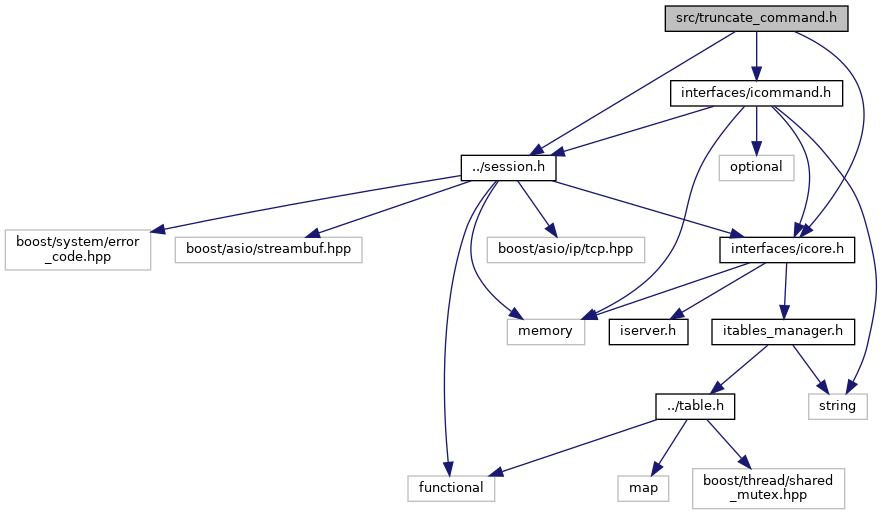 src/truncate_command.h
interfaces/icommand.h
../session.h
optional
boost/system/error
_code.hpp
boost/asio/streambuf.hpp
boost/asio/ip/tcp.hpp
interfaces/icore.h
memory
iserver.h
itables_manager.h
../table.h
string
functional
map
boost/thread/shared
_mutex.hpp